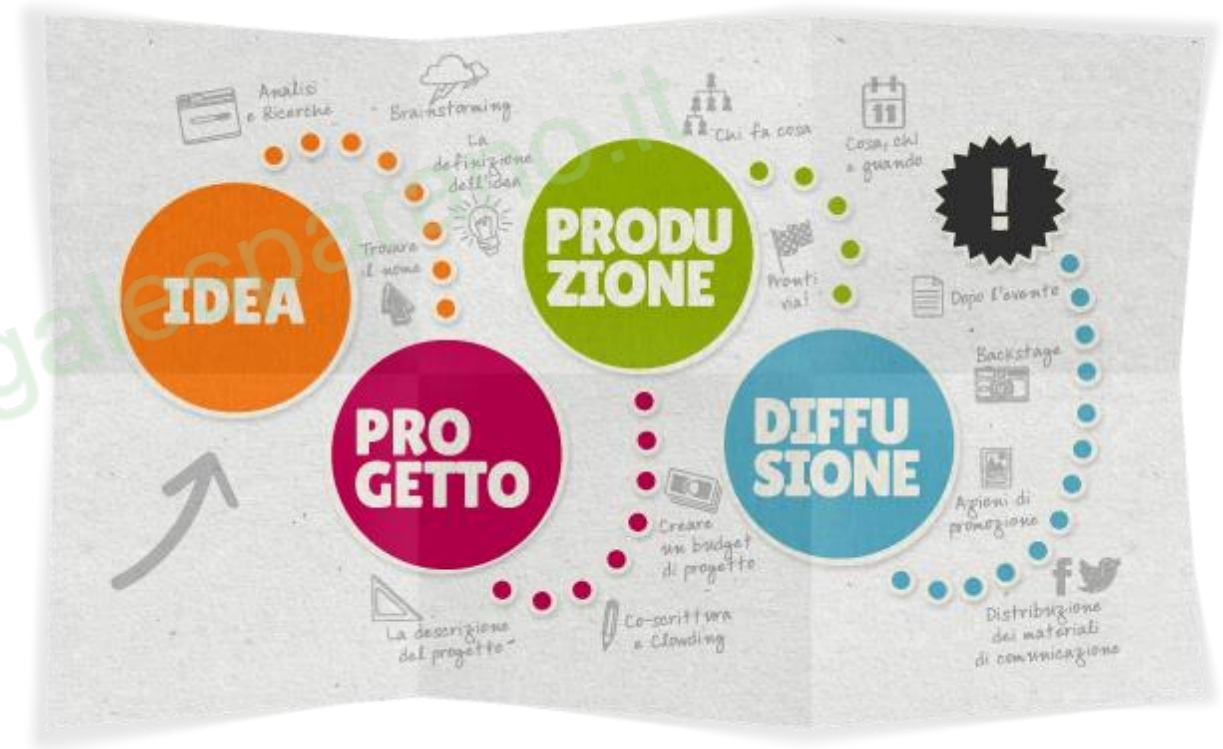 Analisi
e Ricerche
Brainstorming
La
definizione
dell'idea
Trovare
il nome
IDEA
PRO
GETTO
La descrizione
del progetto
Co-scrittura
e Clowding
Creare
un budget
di progetto
PRODU
ZIONE
Chi fa cosa
Cosa, chi
e quando
11
Pronti
via!
DIFFU
SIONE
Distribuzione
dei materiali
di comunicazione
f
Azioni di
promozione
Backstage
Dopo l'evento
!